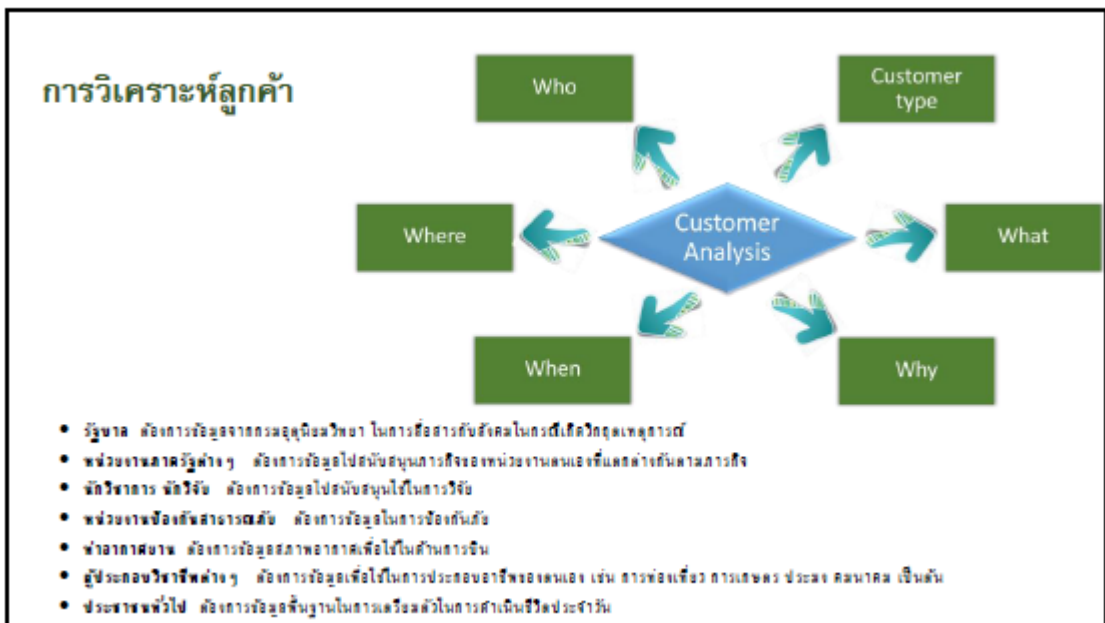 การวิเคราะห์ลูกค้า
Who
Customer
type
Where
Customer
Analysis
What
When
Why
• รัฐบาล ต้องการข้อมูลจากกรมอุตุนิยมวิทยา ในการสื่อสารกับสังคมในกรณีเกิดวิกฤตเหตุการณ์
• หน่วยงานภาครัฐต่างๆ ต้องการข้อมูลไปสนับสนุนภารกิจของหน่วยงานตนเองที่แตกต่างกันตามภารกิจ
• นักวิชาการ นักวิจัย ต้องการข้อมูลไปสนับสนุนใช้ในการวิจัย
• หน่วยงานป้องกันสาธารณภัย ต้องการข้อมูลในการป้องกันภัย
• ท่าอากาศยาน ต้องการข้อมูลสภาพอากาศเพื่อใช้ในด้านการบิน
• ผู้ประกอบวิชาชีพต่างๆ ต้องการข้อมูลเพื่อใช้ในการประกอบอาชีพของตนเอง เช่น การท่องเที่ยว การเกษตร ประมง คมนาคม เป็นต้น
• ประชาชนทั่วไป ต้องการข้อมูลพื้นฐานในการเตรียมตัวในการดำเนินชีวิตประจำวัน